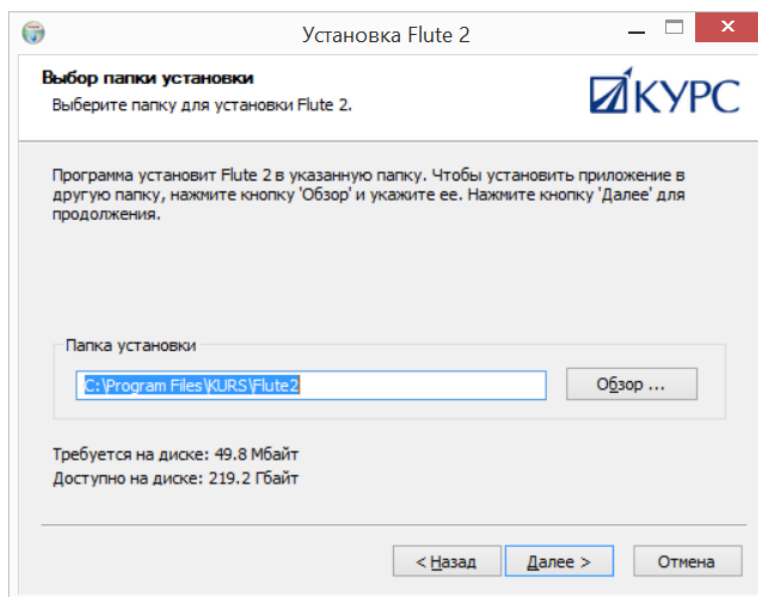 Установка Flute 2
Выбор папки установки
Выберите папку для установки Flute 2.
КУРС
Программа установит Flute 2 в указанную папку. Чтобы установить приложение в
другую папку, нажмите кнопку 'Обзор' и укажите ее. Нажмите кнопку 'Далее' для
продолжения.
Папка установки
C:\Program Files\KURS\Flute2
Обзор ...
Требуется на диске: 49.8 Мбайт
Доступно на диске: 219.2 Гбайт
< Назад
Далее >
Отмена